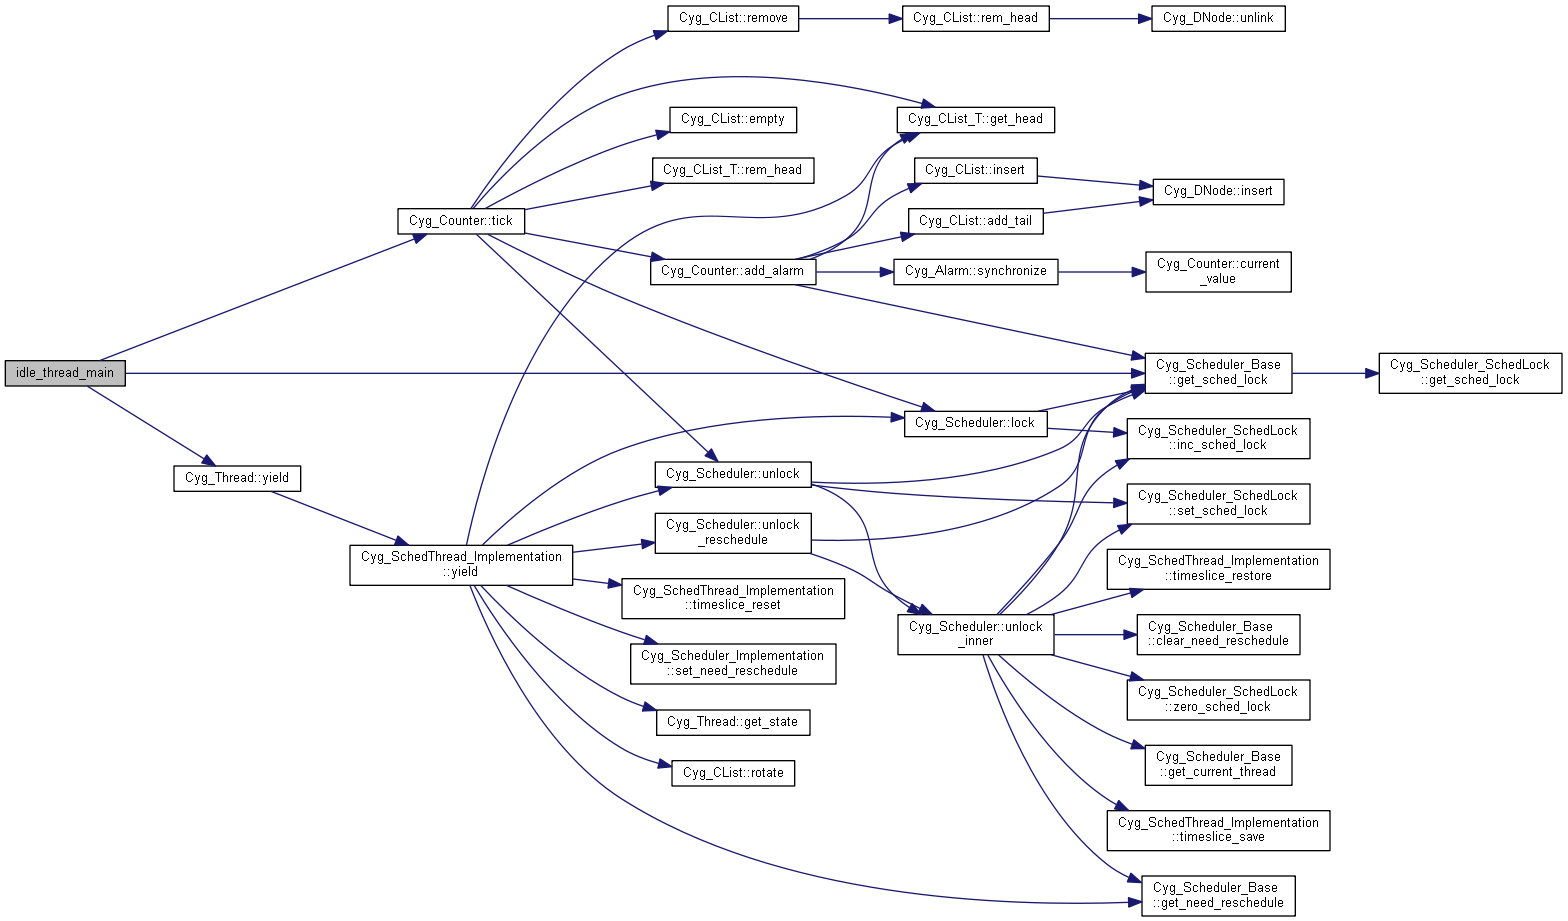 Cyg_CList::remove
Cyg_CList::rem_head
Cyg_DNode::unlink
Cyg_CList::empty
Cyg_CList_T::get_head
Cyg_CList_T::rem_head
Cyg_CList::insert
Cyg_DNode::insert
Cyg_Counter::tick
Cyg_CList::add_tail
Cyg_Counter::add_alarm
Cyg_Alarm::synchronize
Cyg_Counter::current
_value
idle_thread_main
Cyg_Scheduler_Base
::get_sched_lock
Cyg_Scheduler_SchedLock
::get_sched_lock
Cyg_Scheduler::lock
Cyg_Scheduler_SchedLock
::inc_sched_lock
Cyg_Thread::yield
Cyg_Scheduler::unlock
Cyg_Scheduler_SchedLock
::set_sched_lock
Cyg_Scheduler::unlock
_reschedule
Cyg_SchedThread_Implementation
::yield
Cyg_SchedThread_Implementation
::timeslice_restore
Cyg_SchedThread_Implementation
::timeslice_reset
Cyg_Scheduler::unlock
_inner
Cyg_Scheduler_Base
::clear_need_reschedule
Cyg_Scheduler_Implementation
::set_need_reschedule
Cyg_Scheduler_SchedLock
::zero_sched_lock
Cyg_Thread::get_state
Cyg_Scheduler_Base
::get_current_thread
Cyg_CList::rotate
Cyg_SchedThread_Implementation
::timeslice_save
Cyg_Scheduler_Base
::get_need_reschedule